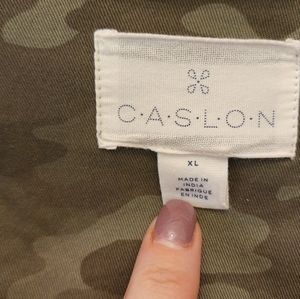 C·A·S·L·O·N
XL
MADE IN
INDIA
FABRIQUÉ
EN INDE